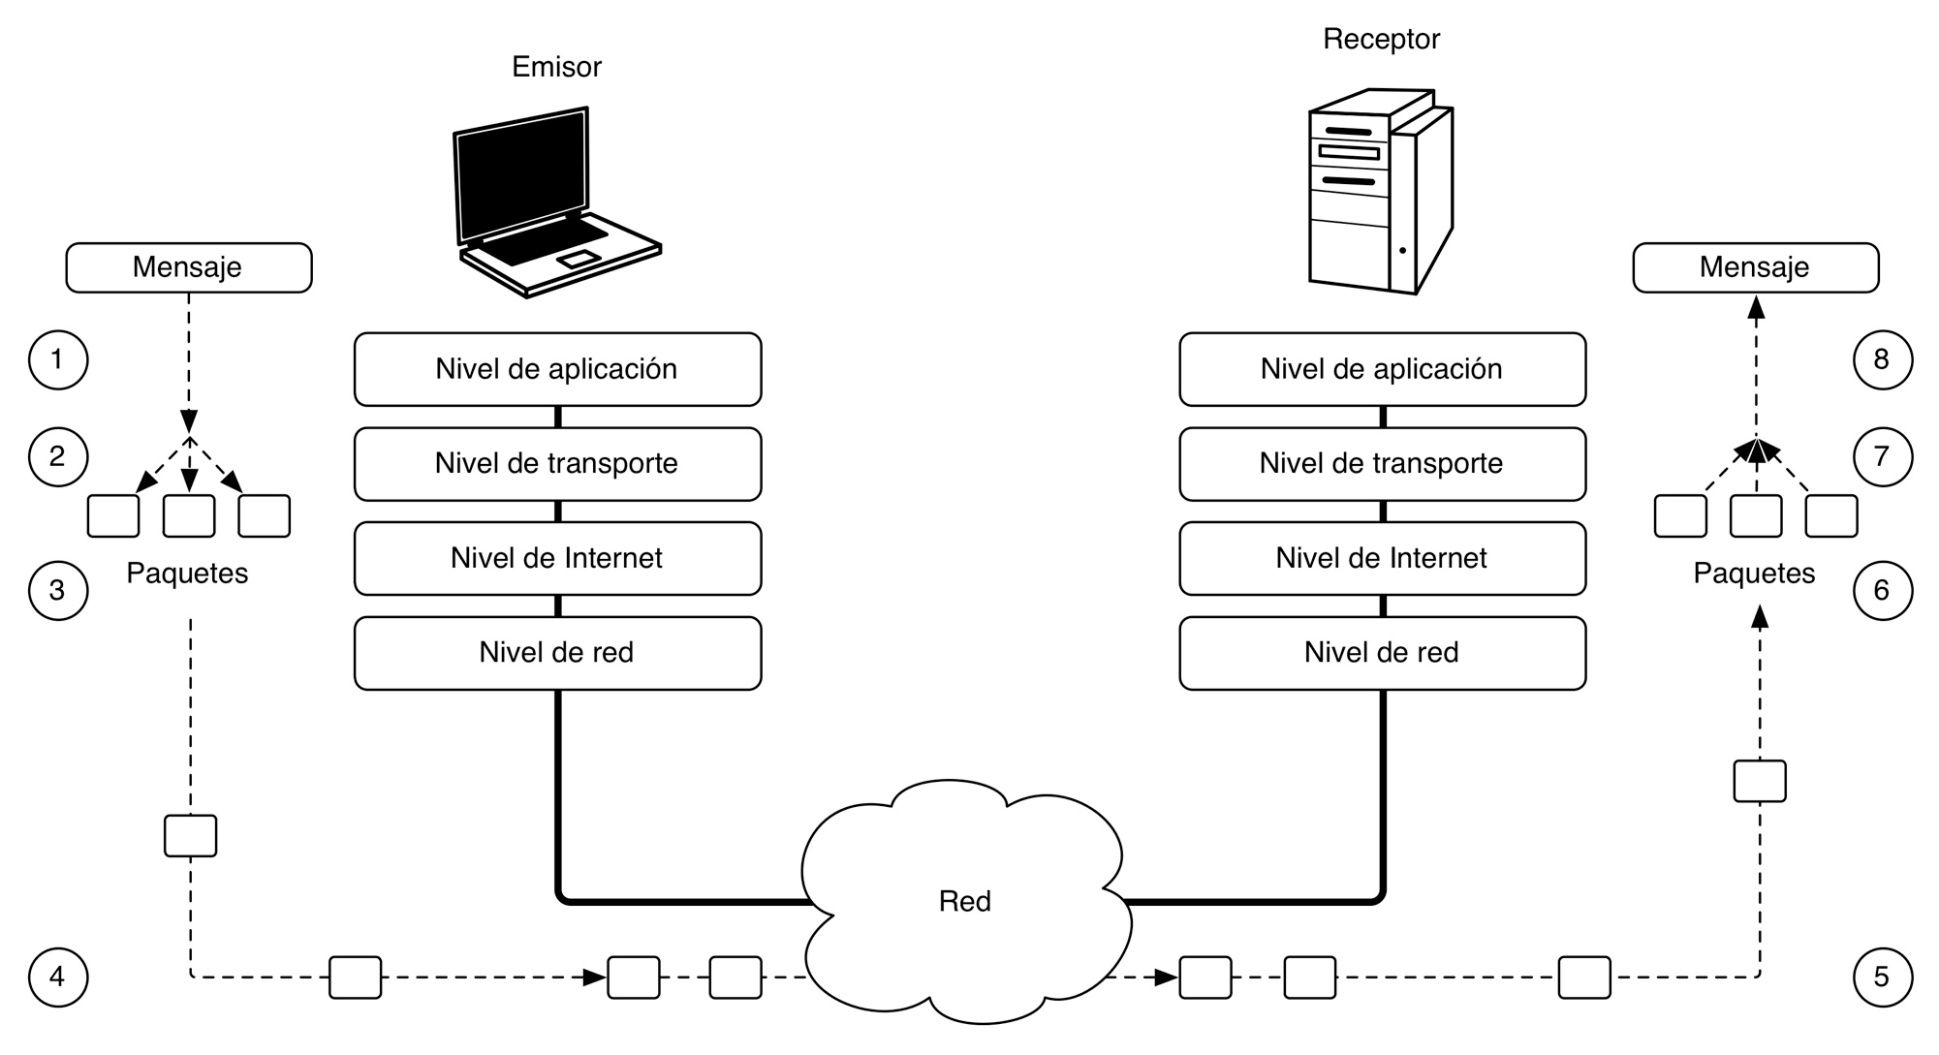 Emisor
Receptor
Mensaje
Mensaje
1
Nivel de aplicación
Nivel de aplicación
8
2
Nivel de transporte
Nivel de transporte
7
3
Paquetes
Nivel de Internet
Nivel de Internet
Paquetes
6
Nivel de red
Nivel de red
Red
4
5